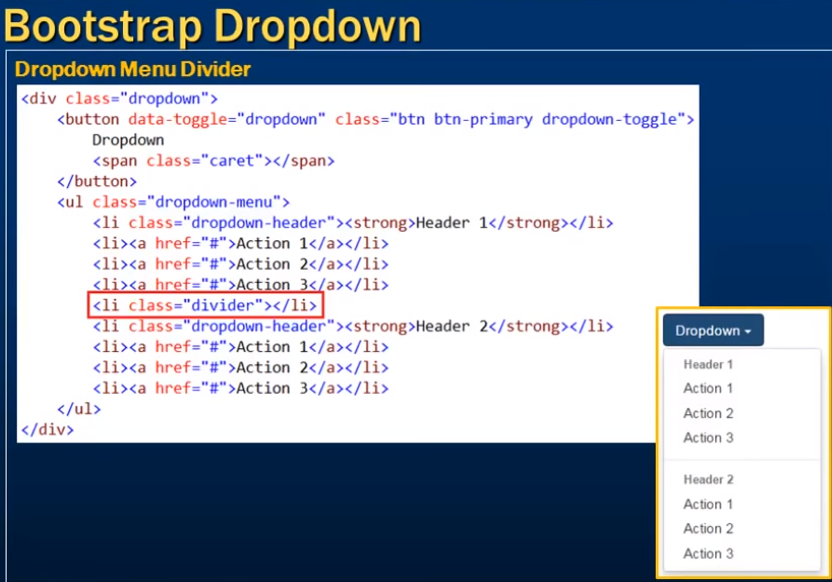 Bootstrap Dropdown
Dropdown Menu Divider
<div class="dropdown">
    <button data-toggle="dropdown" class="btn btn-primary dropdown-toggle">
        Dropdown
        <span class="caret"></span>
    </button>
    <ul class="dropdown-menu">
        <li class="dropdown-header"><strong>Header 1</strong></li>
        <li><a href="#">Action 1</a></li>
        <li><a href="#">Action 2</a></li>
        <li><a href="#">Action 3</a></li>
        <li class="divider"></li>
        <li class="dropdown-header"><strong>Header 2</strong></li>
        <li><a href="#">Action 1</a></li>
        <li><a href="#">Action 2</a></li>
        <li><a href="#">Action 3</a></li>
    </ul>
</div>
Dropdown
Header 1
Action 1
Action 2
Action 3
Header 2
Action 1
Action 2
Action 3